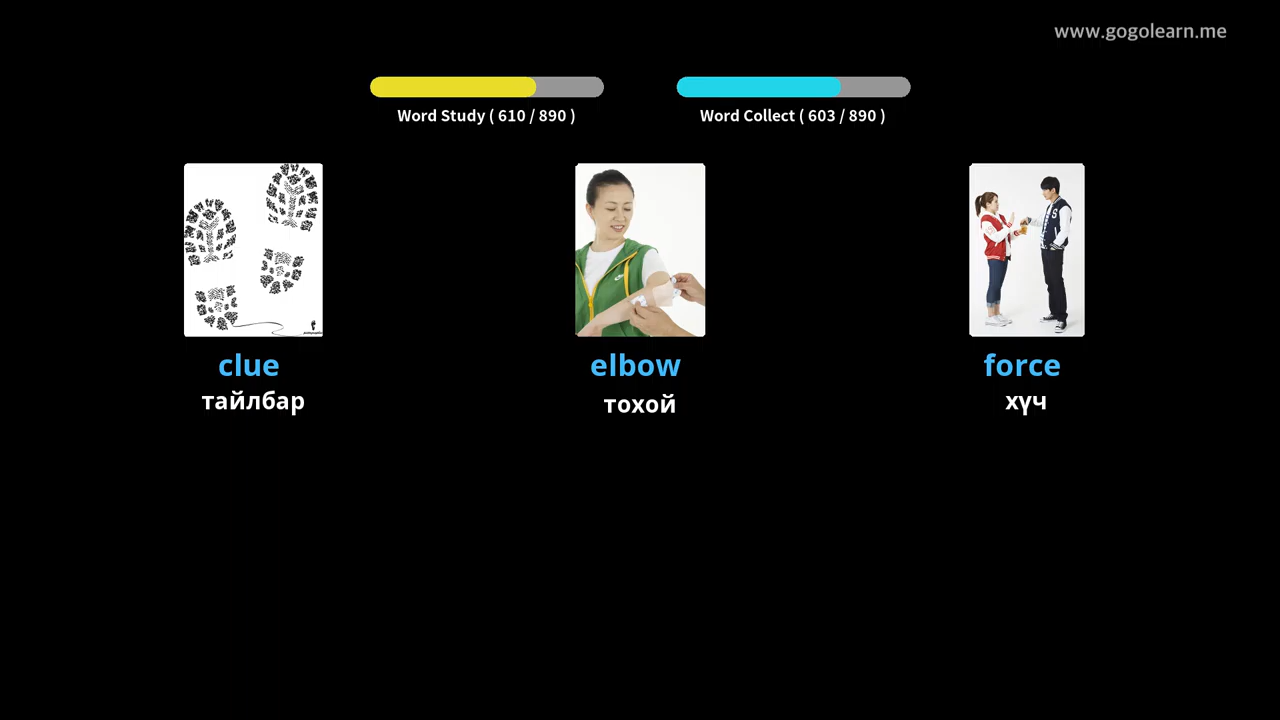 www.gogolearn.me
Word Study ( 610 / 890 )
Word Collect ( 603 / 890 )
clue
elbow
force
тайлбар
тохой
хүч